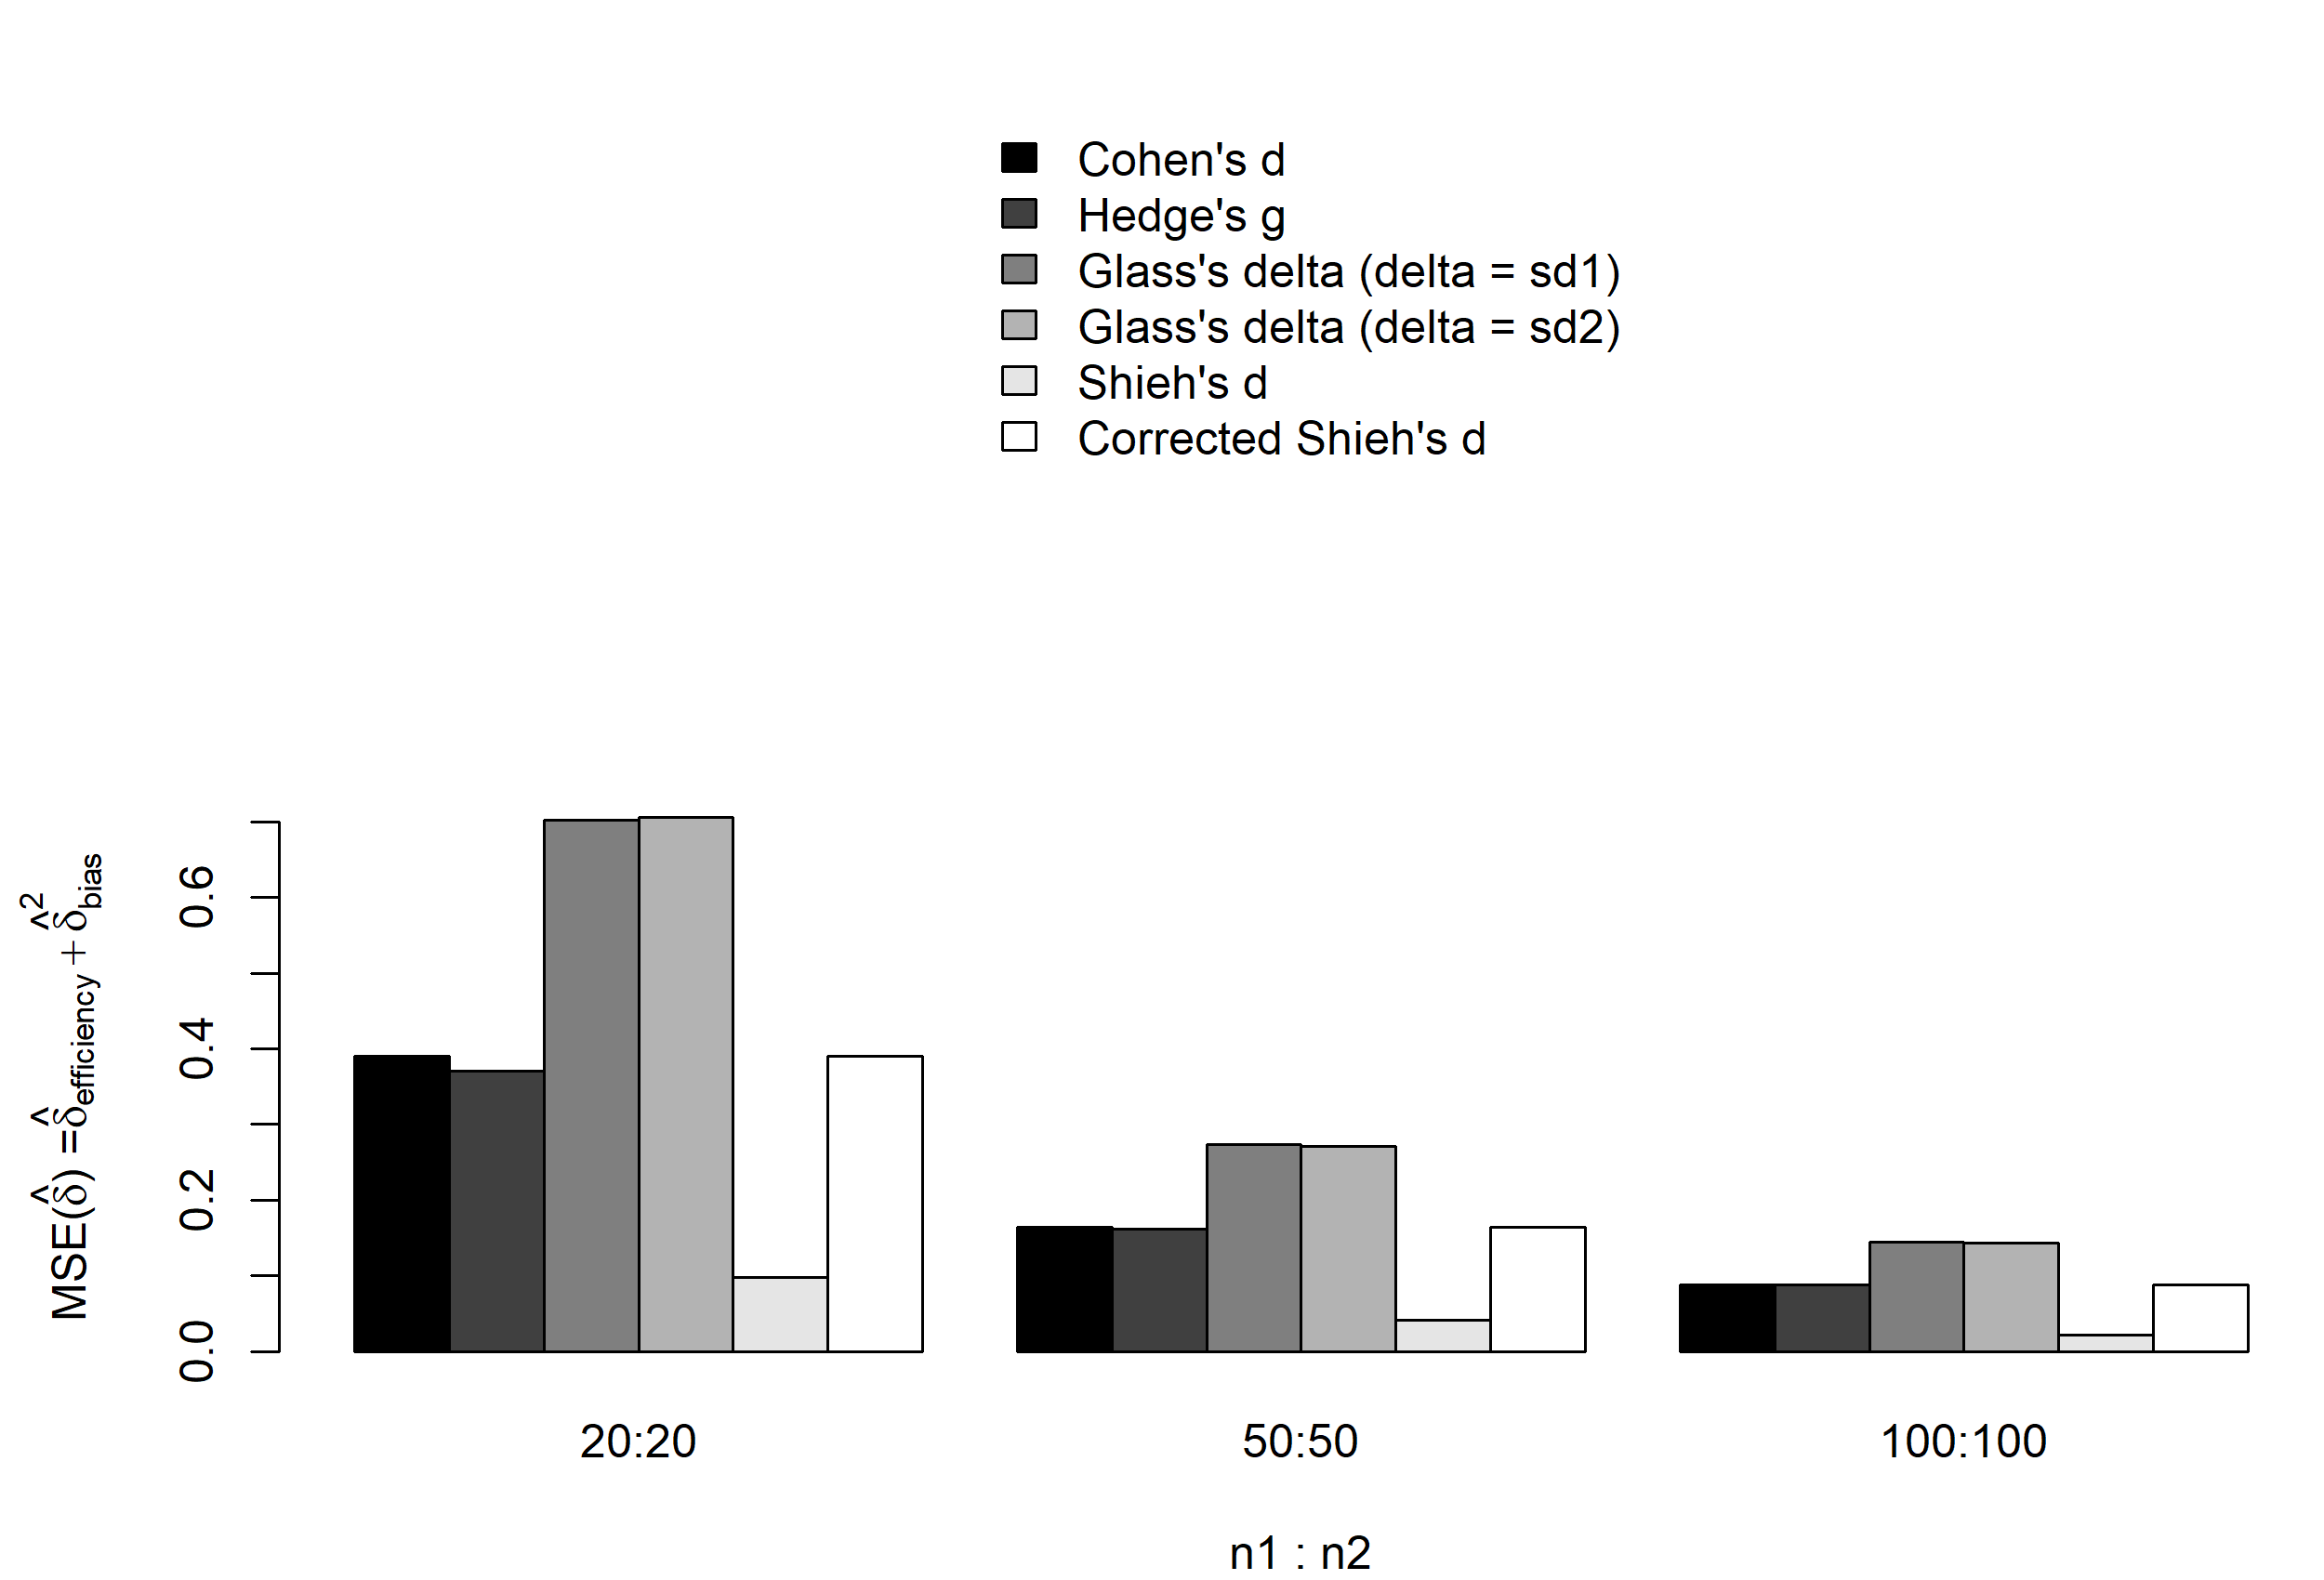 Cohen's d
Hedge's g
Glass's delta (delta = sd1)
Glass's delta (delta = sd2)
Shieh's d
Corrected Shieh's d
MSE(δ̂) = δ̂efficiency + δ̂²bias
0.6
0.4
0.2
0.0
20:20 50:50 100:100
n1 : n2